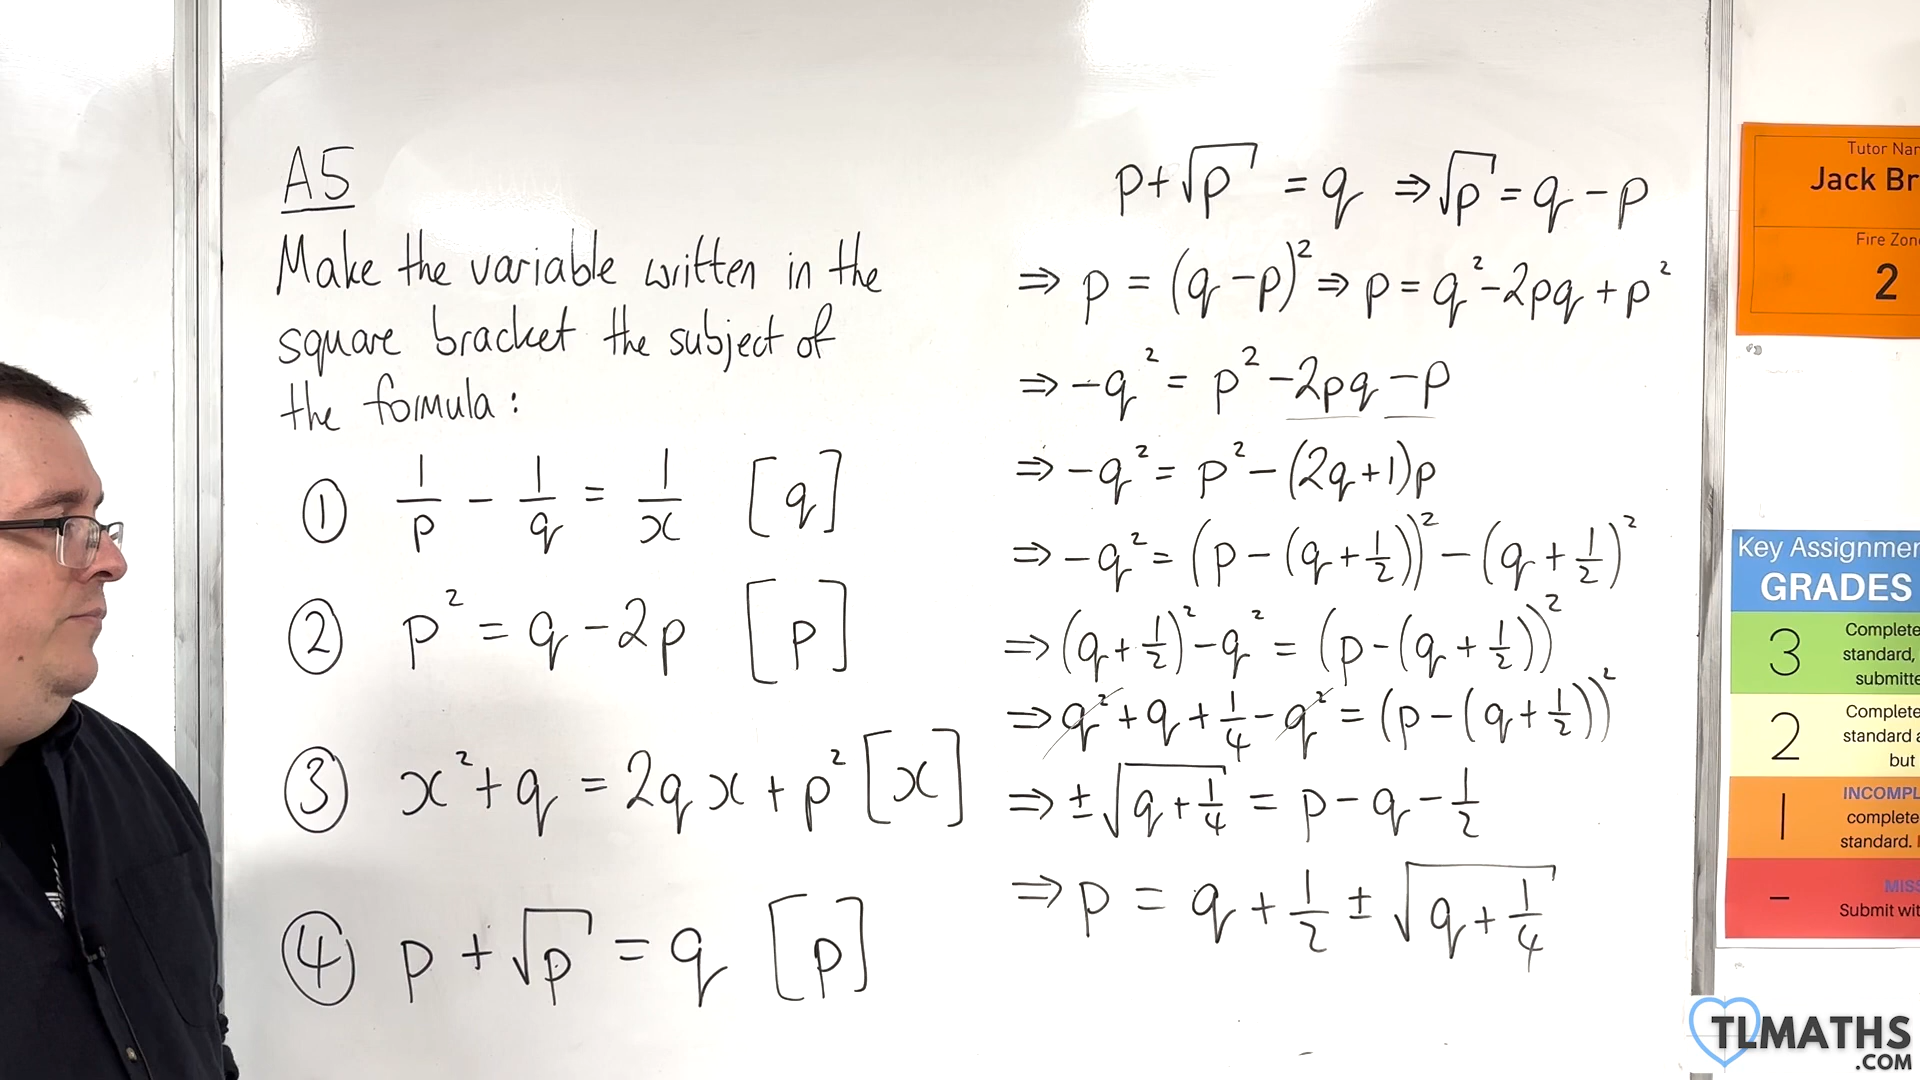 A5
Make the variable written in the
square bracket the subject of
the formula:
① 1/p - 1/q = 1/x [q]
② p² = q - 2p [p]
③ x² + q = 2qx + p² [x]
④ p + √p = q [p]
p + √p = q ⇒ √p = q - p
⇒ p = (q - p)² ⇒ p = q² - 2pq + p²
⇒ -q² = p² - 2pq - p
⇒ -q² = p² - (2q + 1)p
⇒ -q² = (p - (q + 1/2))² - (q + 1/2)²
⇒ (q + 1/2)² - q² = (p - (q + 1/2))²
⇒ q² + q + 1/4 - q² = (p - (q + 1/2))²
⇒ ± √(q + 1/4) = p - q - 1/2
⇒ p = q + 1/2 ± √(q + 1/4)
Tutor Nar
Jack Br
Fire Zon
2
Key Assignmer
GRADES
3
Complete
standard,
submitte
2
Complete
standard a
but
1
INCOMPL
complete
standard. I
-
MISS
Submit wit
TLMATHS
.COM